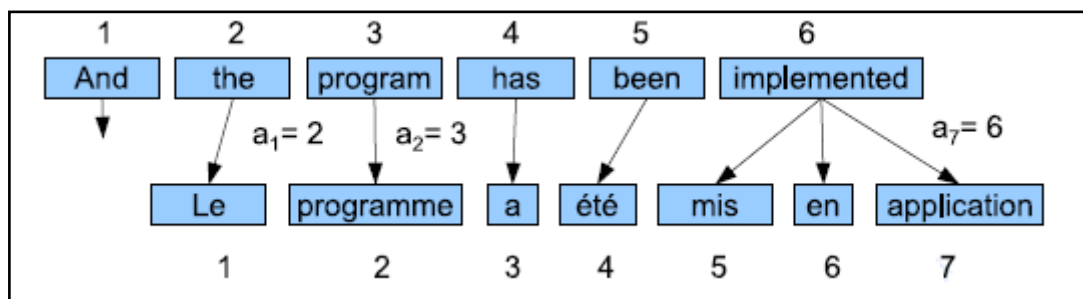 1 2 3 4 5 6
And the program has been implemented
a₁= 2 a₂= 3 a₇= 6
Le programme a été mis en application
1 2 3 4 5 6 7